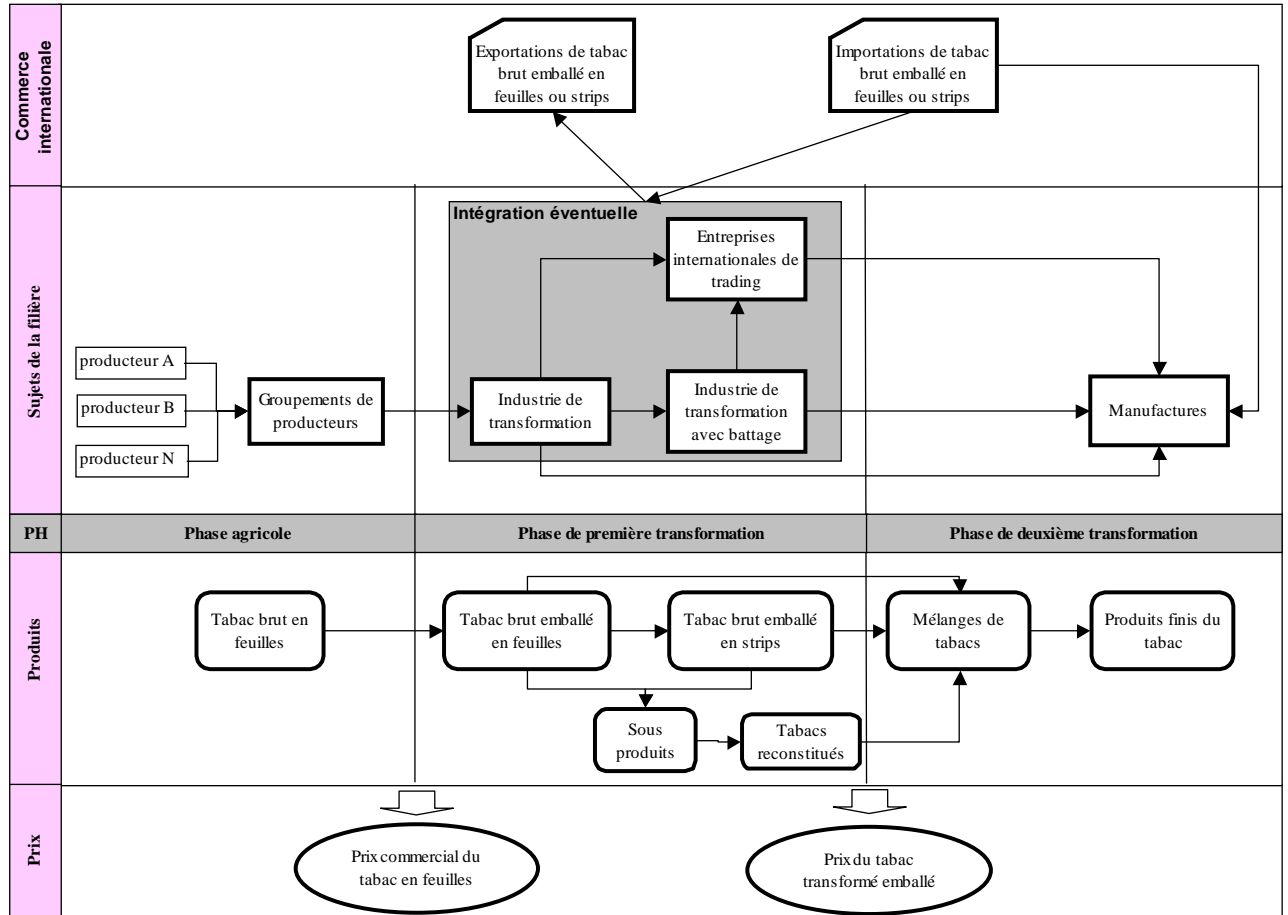 Commerce
internationale
Exportations de tabac
brut emballé en
feuilles ou strips
Importations de tabac
brut emballé en
feuilles ou strips
Sujets de la filière
Intégration éventuelle
Entreprises
internationales de
trading
producteur A
producteur B
producteur N
Groupements de
producteurs
Industrie de
transformation
Industrie de
transformation
avec battage
Manufactures
PH
Phase agricole
Phase de première transformation
Phase de deuxième transformation
Produits
Tabac brut en
feuilles
Tabac brut emballé
en feuilles
Tabac brut emballé
en strips
Mélanges de
tabacs
Produits finis du
tabac
Sous
produits
Tabacs
reconstitués
Prix
Prix commercial du
tabac en feuilles
Prix du tabac
transformé emballé